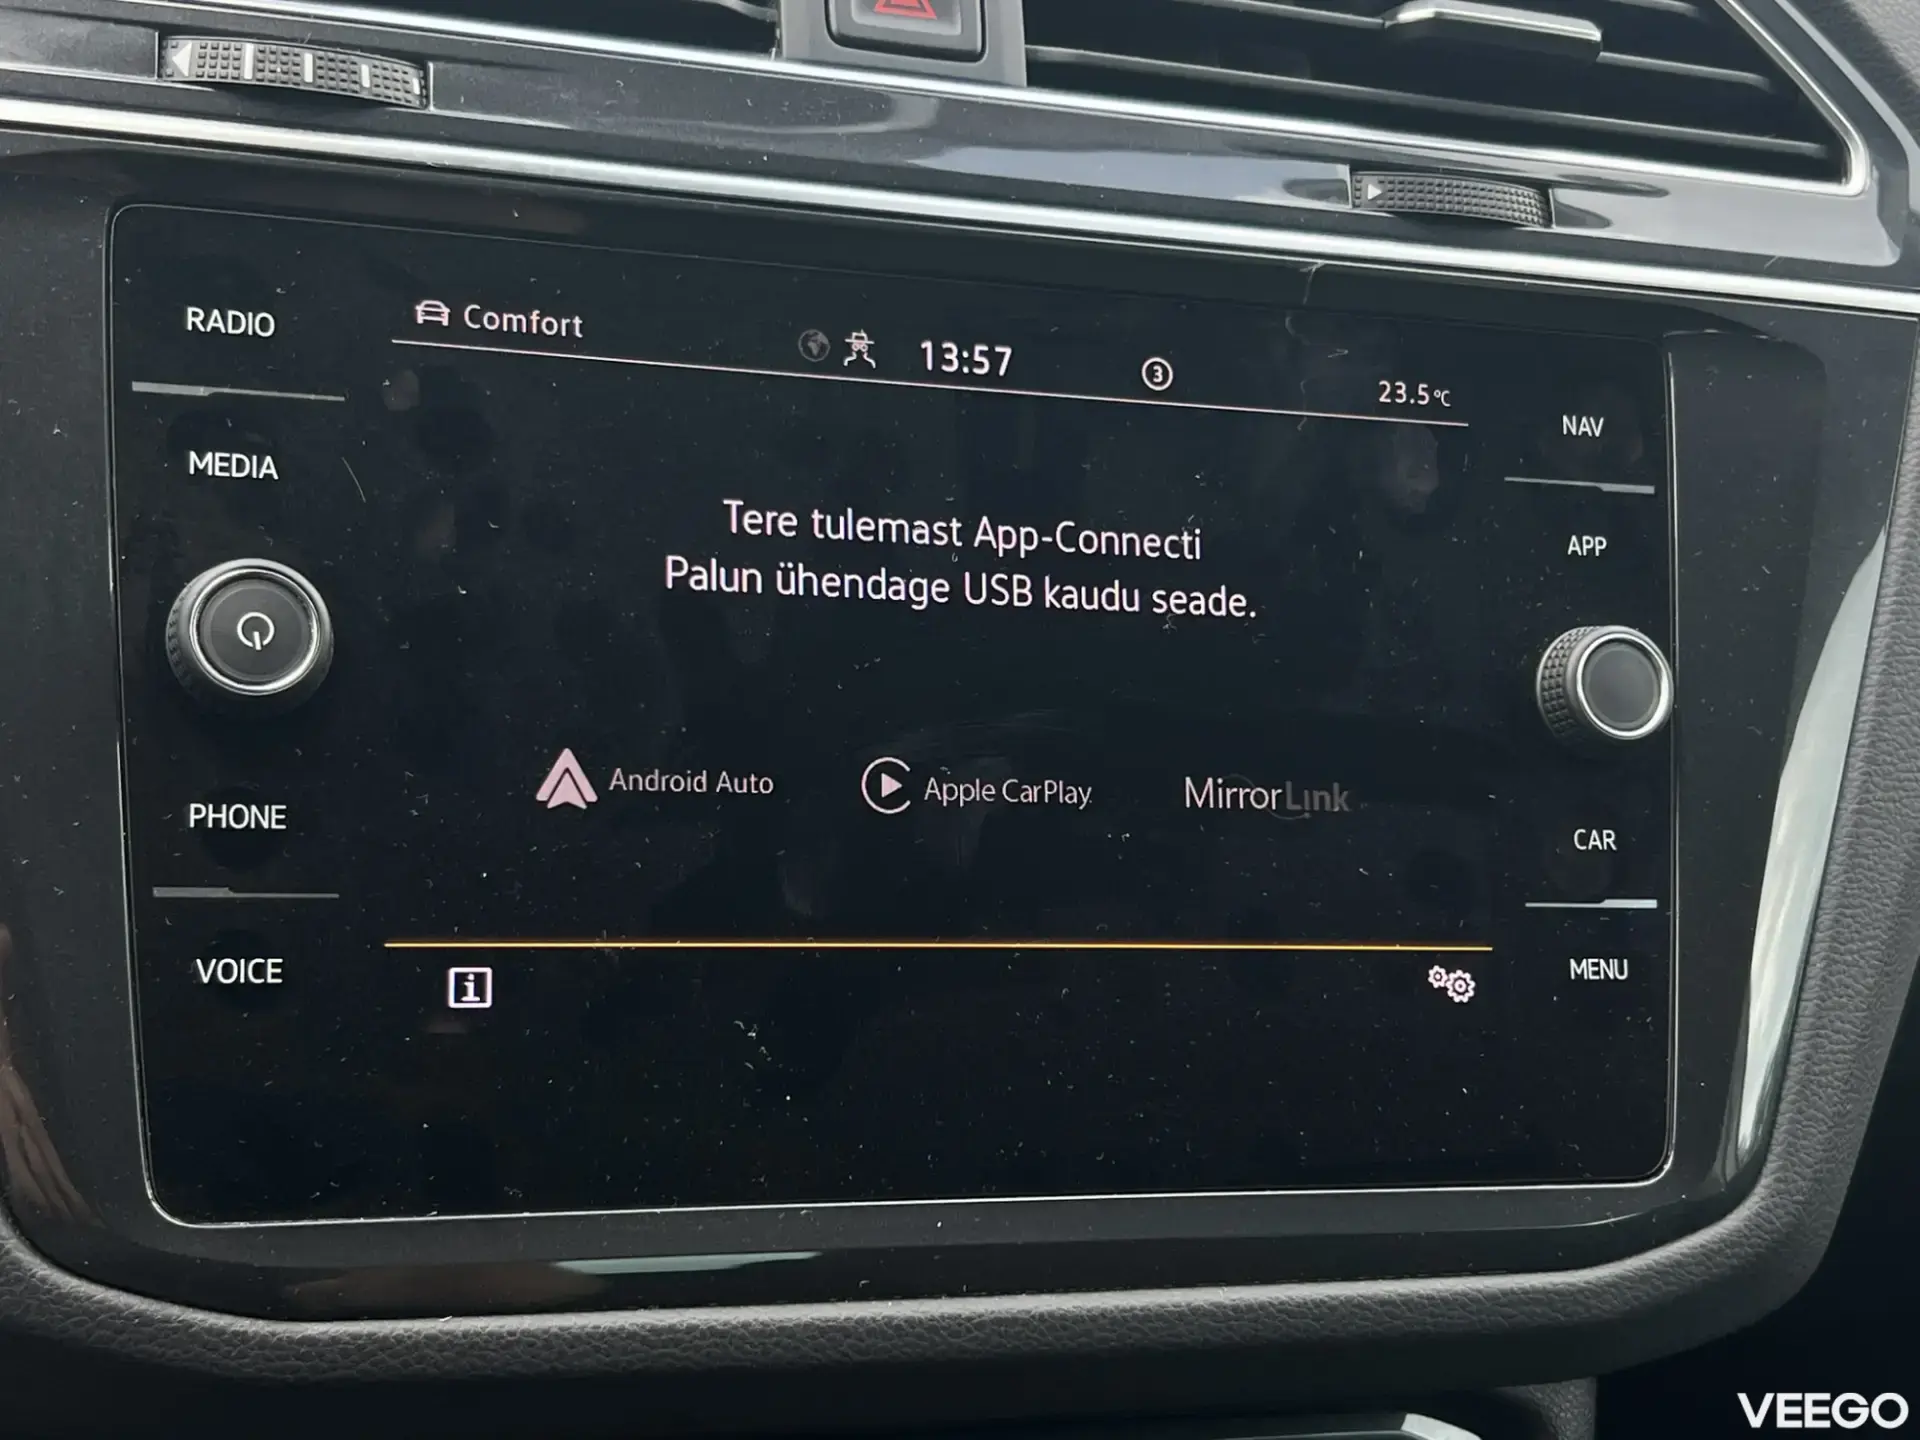 RADIO
Comfort
13:57
3
23.5°C
NAV
MEDIA
Tere tulemast App-Connecti
Palun ühendage USB kaudu seade.
APP
Android Auto
Apple CarPlay
MirrorLink
PHONE
CAR
VOICE
i
MENU
VEEGO